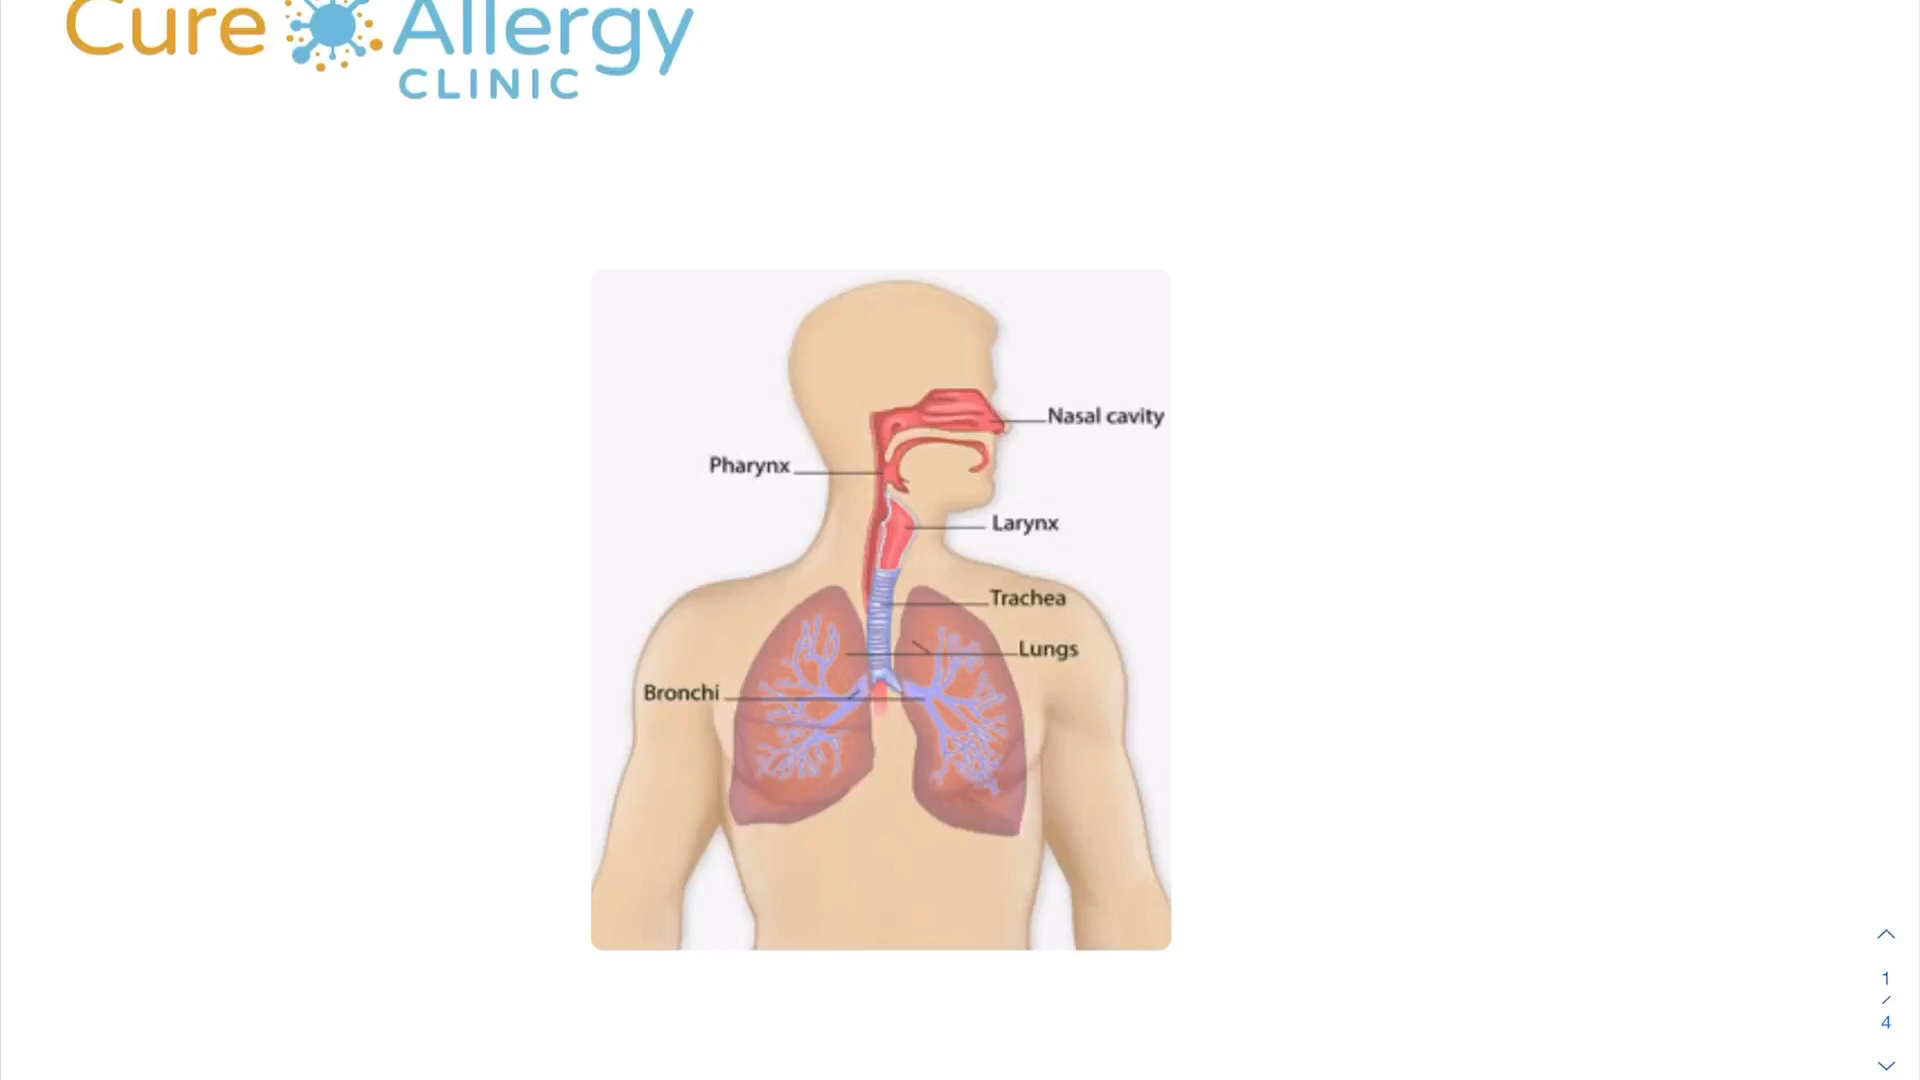 Cure Allergy
CLINIC
Nasal cavity
Pharynx
Larynx
Trachea
Lungs
Bronchi
1
/
4